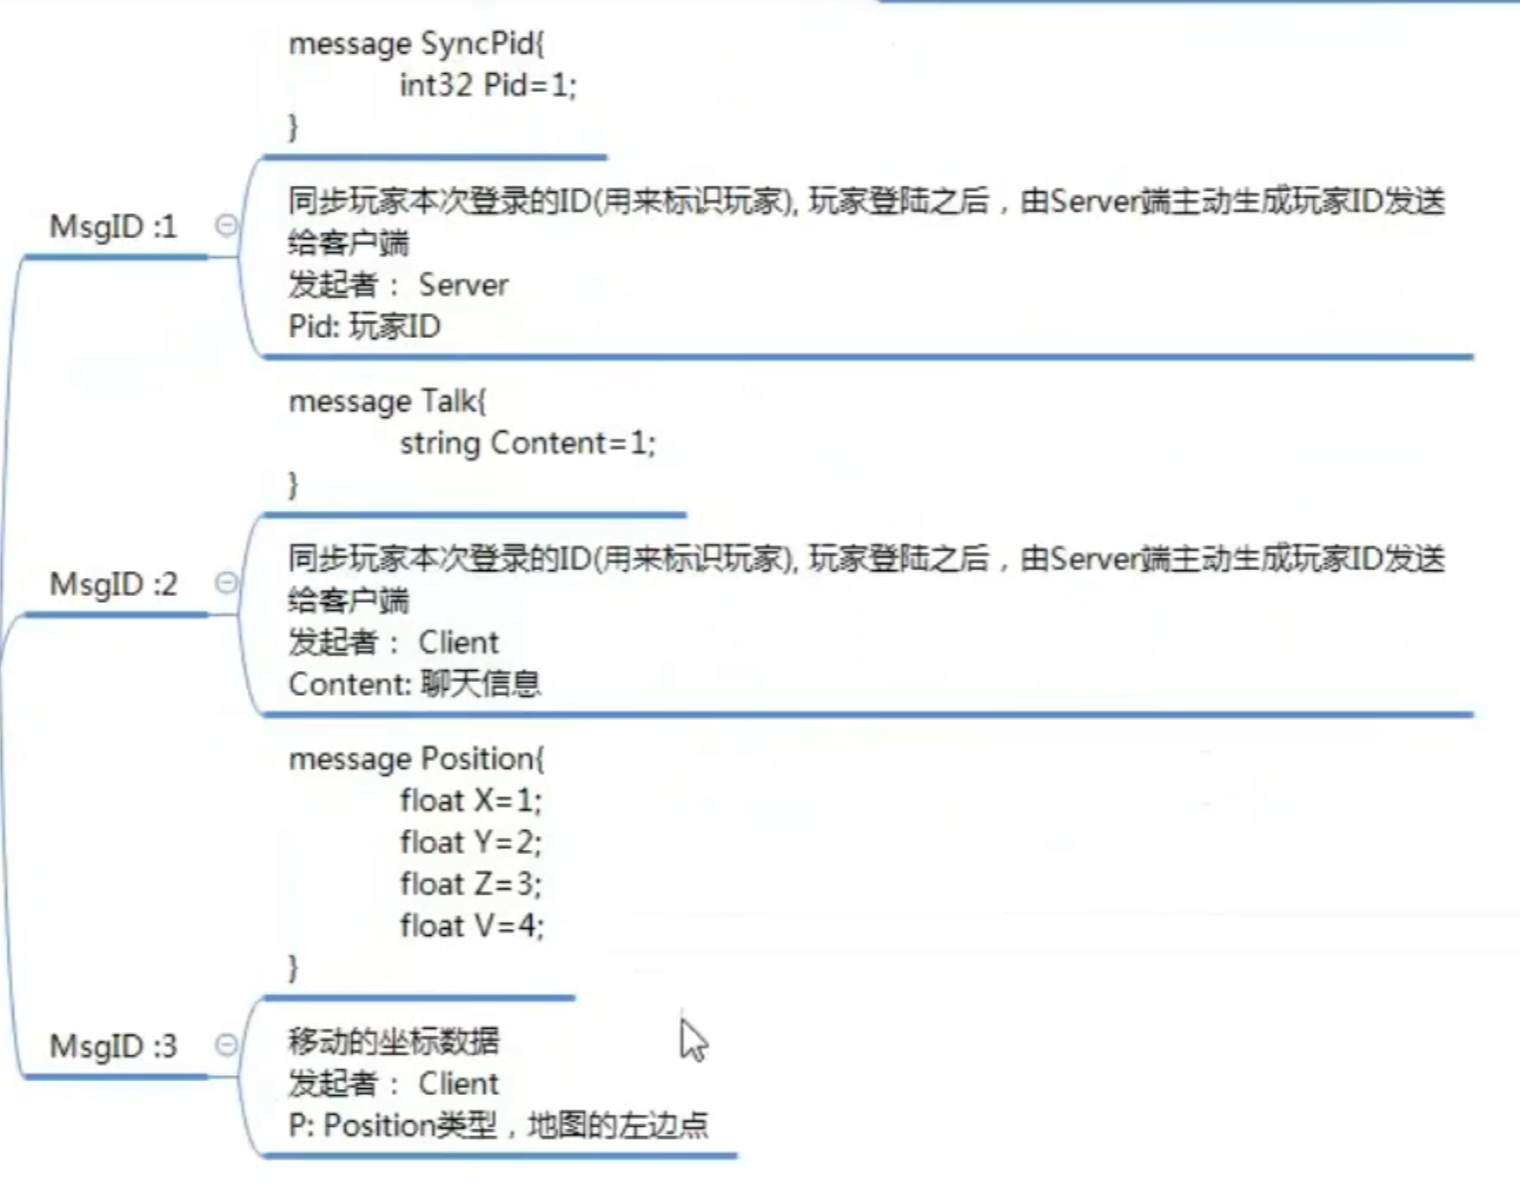 message SyncPid{
int32 Pid=1;
}
MsgID :1
同步玩家本次登录的ID(用来标识玩家), 玩家登陆之后，由Server端主动生成玩家ID发送
给客户端
发起者： Server
Pid: 玩家ID
message Talk{
string Content=1;
}
MsgID :2
同步玩家本次登录的ID(用来标识玩家), 玩家登陆之后，由Server端主动生成玩家ID发送
给客户端
发起者： Client
Content: 聊天信息
message Position{
float X=1;
float Y=2;
float Z=3;
float V=4;
}
MsgID :3
移动的坐标数据
发起者： Client
P: Position类型，地图的左边点